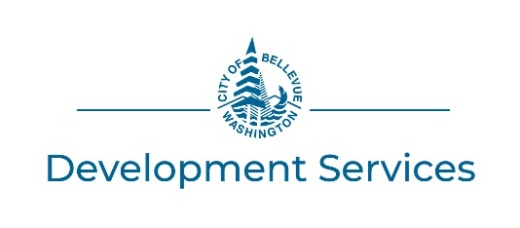 CITY OF BELLEVUE
WASHINGTON
Development Services